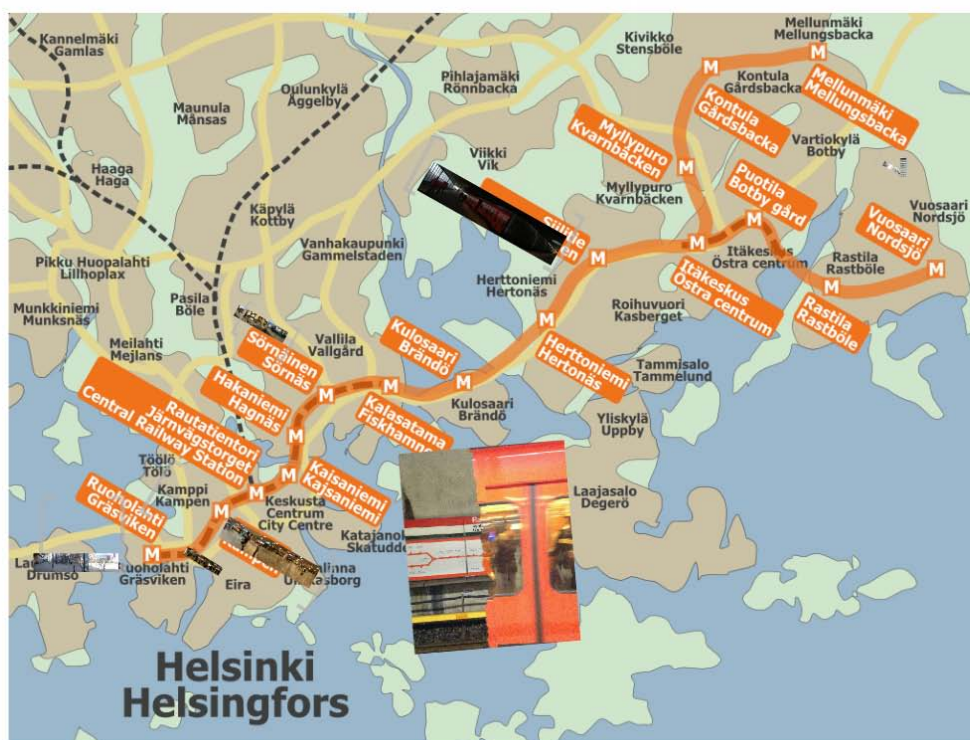 Kannelmäki
Gamlas
Maunula
Månsas
Oulunkylä
Åggelby
Pihlajamäki
Rönnbacka
Kivikko
Stensböle
Mellunmäki
Mellungsbacka
M
M
Kontula
Gårdsbacka
Mellunmäki
Mellungsbacka
Kontula
Gårdsbacka
Haaga
Haga
Viikki
Vik
Myllypuro
Kvarnbäcken
M
Vartiokylä
Botby
Myllypuro
Kvarnbäcken
Puotila
Botby gård
M
Vuosaari
Nordsjö
Vuosaari
Nordsjö
Käpylä
Kottby
Vanhakaupunki
Gammelstaden
M
M
Itäkeskus
Östra centrum
Itäkeskus
Östra centrum
Rastila
Rastböle
M
M
Rastila
Rastböle
Pikku Huopalahti
Lillhoplax
Herttoniemi
Hertonäs
Munkkiniemi
Munksnäs
Pasila
Böle
Roihuvuori
Kasberget
M
Herttoniemi
Hertonäs
Meilahti
Mejlans
Vallila
Vallgård
Sörnäinen
Sörnäs
Kulosaari
Brändö
Tammisalo
Tammelund
M
M
M
Kulosaari
Brändö
Kalasatama
Hakaniemi
Hagnäs
M
Yliskylä
Uppby
Rautatientori
Järnvägstorget
Central Railway Station
Töölö
Tölö
M
Kaisaniemi
Kajsaniemi
M
Kamppi
Kampen
M
Keskusta
Centrum
City Centre
Ruoholahti
Gräsviken
M
Laajasalo
Degerö
Drumsö
Ruoholahti
Gräsviken
Eira
Helsinki
Helsingfors